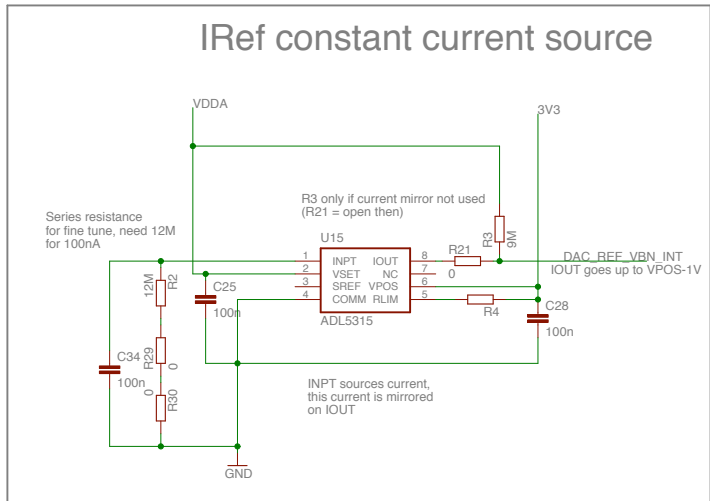 IRef constant current source
VDDA
3V3
R3 only if current mirror not used
(R21 = open then)
Series resistance
for fine tune, need 12M
for 100nA
U15
R3
9M
R21
0
DAC_REF_VBN_INT
IOUT goes up to VPOS-1V
1 INPT IOUT 8
2 VSET NC 7
3 SREF VPOS 6
4 COMM RLIM 5
ADL5315
12M
R2
C25
100n
R4
C28
100n
C34
100n
R29
0
R30
0
INPT sources current,
this current is mirrored
on IOUT
GND